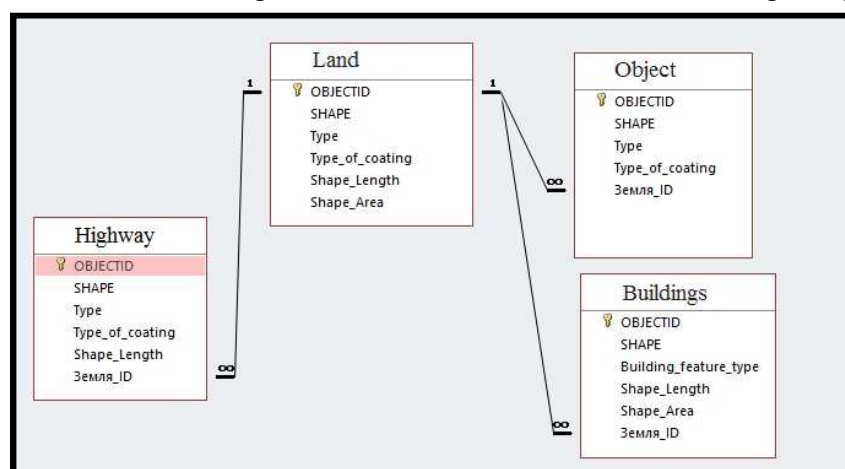 Land
OBJECTID
SHAPE
Type
Type_of_coating
Shape_Length
Shape_Area
1
1
Object
OBJECTID
SHAPE
Type
Type_of_coating
Земля_ID
∞
Highway
OBJECTID
SHAPE
Type
Type_of_coating
Shape_Length
Земля_ID
∞
Buildings
OBJECTID
SHAPE
Building_feature_type
Shape_Length
Shape_Area
Земля_ID
∞